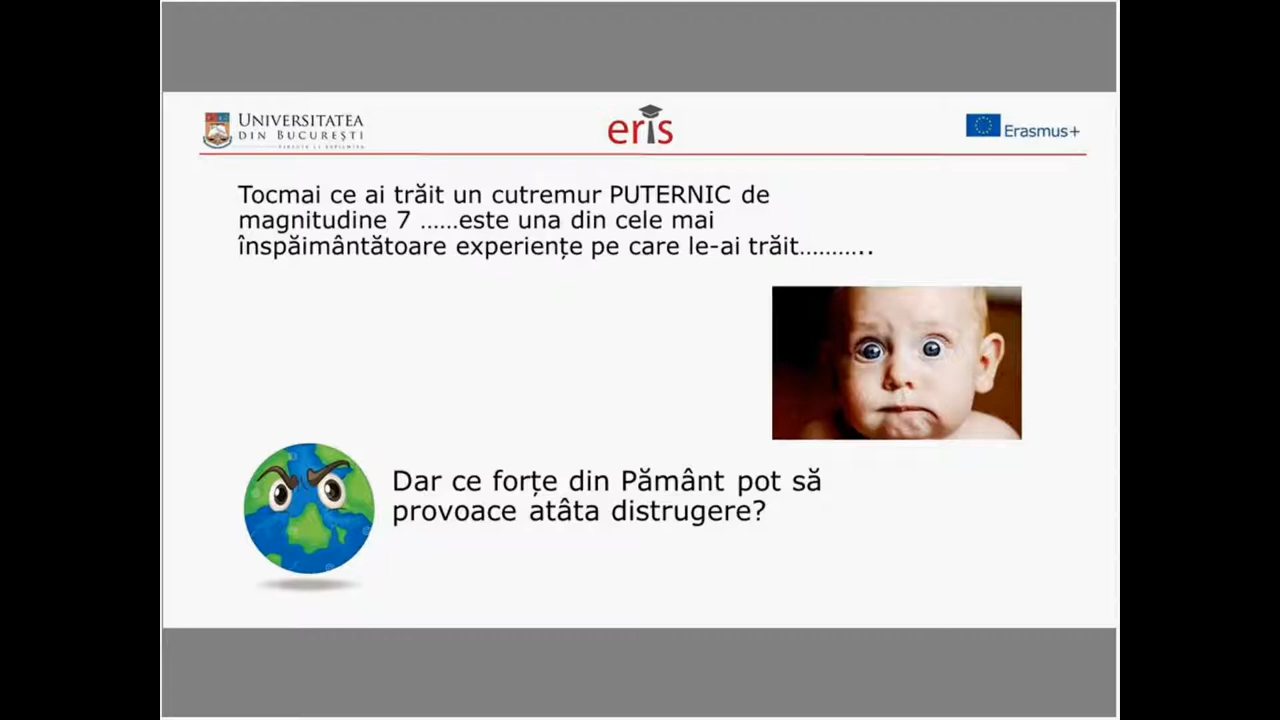 UNIVERSITATEA
DIN BUCUREȘTI
eris
Erasmus+
Tocmai ce ai trăit un cutremur PUTERNIC de
magnitudine 7 ......este una din cele mai
înspăimântătoare experiențe pe care le-ai trăit...........
Dar ce forțe din Pământ pot să
provoace atâta distrugere?